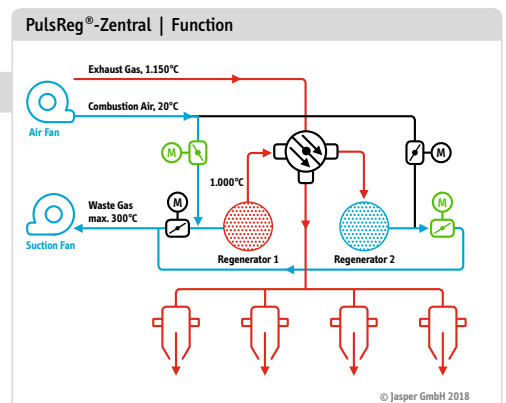 PulsReg®-Zentral | Function
Exhaust Gas, 1.150°C
Combustion Air, 20°C
Air Fan
M
M
1.000°C
M
M
Waste Gas
max. 300°C
Suction Fan
Regenerator 1
Regenerator 2
© Jasper GmbH 2018